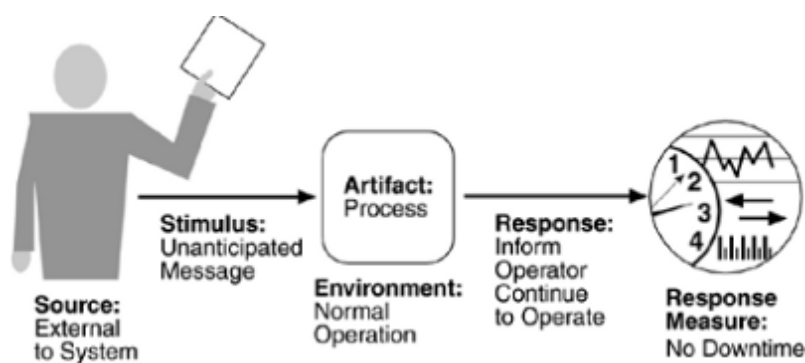 Source:
External
to System
Stimulus:
Unanticipated
Message
Artifact:
Process
Environment:
Normal
Operation
Response:
Inform
Operator
Continue
to Operate
1
2
3
4
Response
Measure:
No Downtime